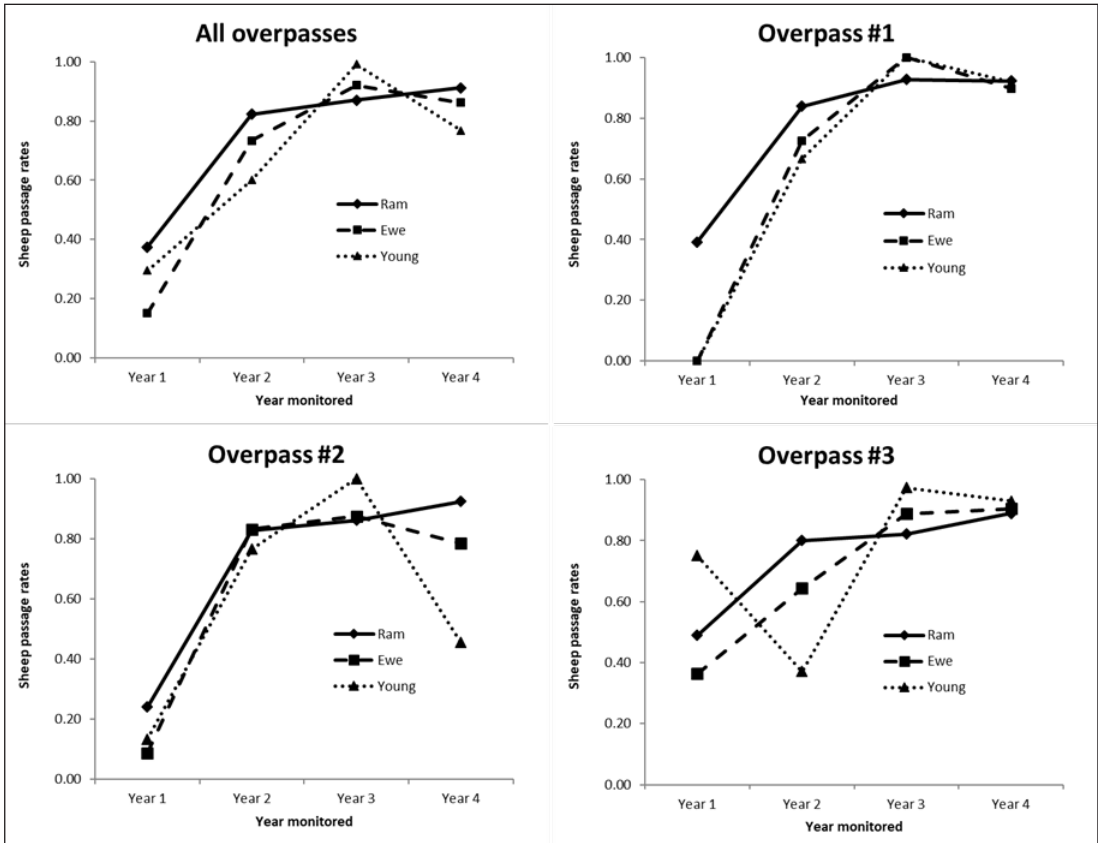 All overpasses
1.00
0.80
0.60
0.40
0.20
0.00
Sheep passage rates
Ram
Ewe
Young
Year 1 Year 2 Year 3 Year 4
Year monitored
Overpass #1
1.00
0.80
0.60
0.40
0.20
0.00
Sheep passage rates
Ram
Ewe
Young
Year 1 Year 2 Year 3 Year 4
Year monitored
Overpass #2
1.00
0.80
0.60
0.40
0.20
0.00
Sheep passage rates
Ram
Ewe
Young
Year 1 Year 2 Year 3 Year 4
Year monitored
Overpass #3
1.00
0.80
0.60
0.40
0.20
0.00
Sheep passage rates
Ram
Ewe
Young
Year 1 Year 2 Year 3 Year 4
Year monitored